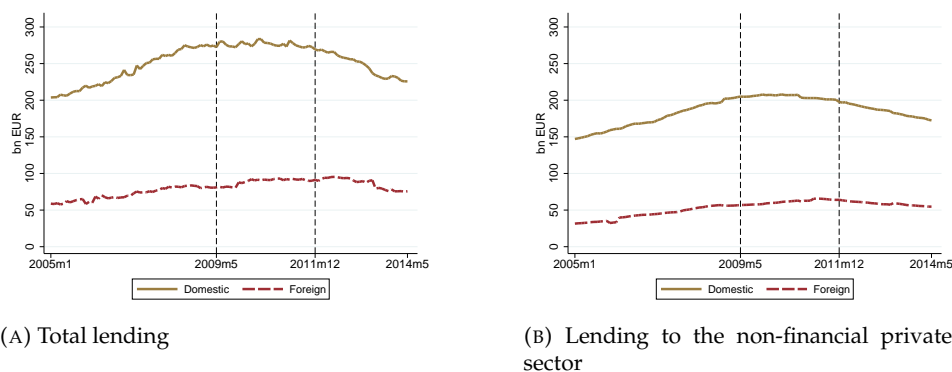 300
250
200
150
100
50
0
bn EUR
2005m1 2009m5 2011m12 2014m5
Domestic Foreign
(A) Total lending
300
250
200
150
100
50
0
bn EUR
2005m1 2009m5 2011m12 2014m5
Domestic Foreign
(B) Lending to the non-financial private
sector